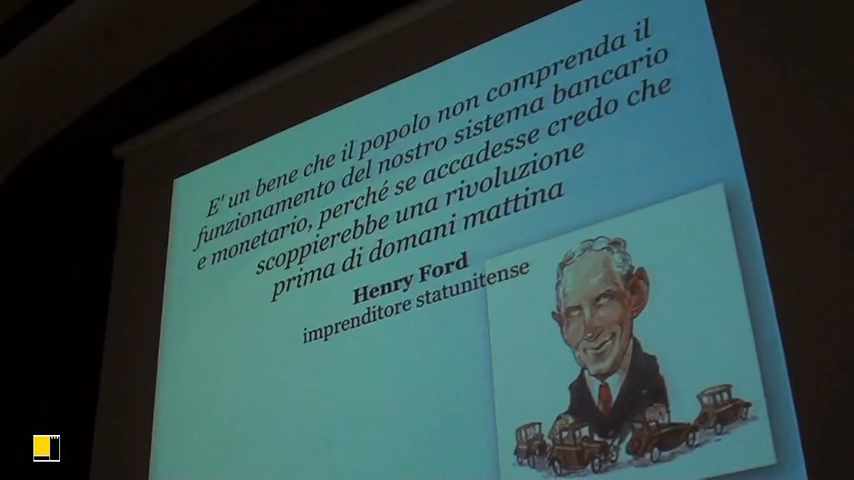 E' un bene che il popolo non comprenda il
funzionamento del nostro sistema bancario
e monetario, perché se accadesse credo che
scoppierebbe una rivoluzione
prima di domani mattina
Henry Ford
imprenditore statunitense